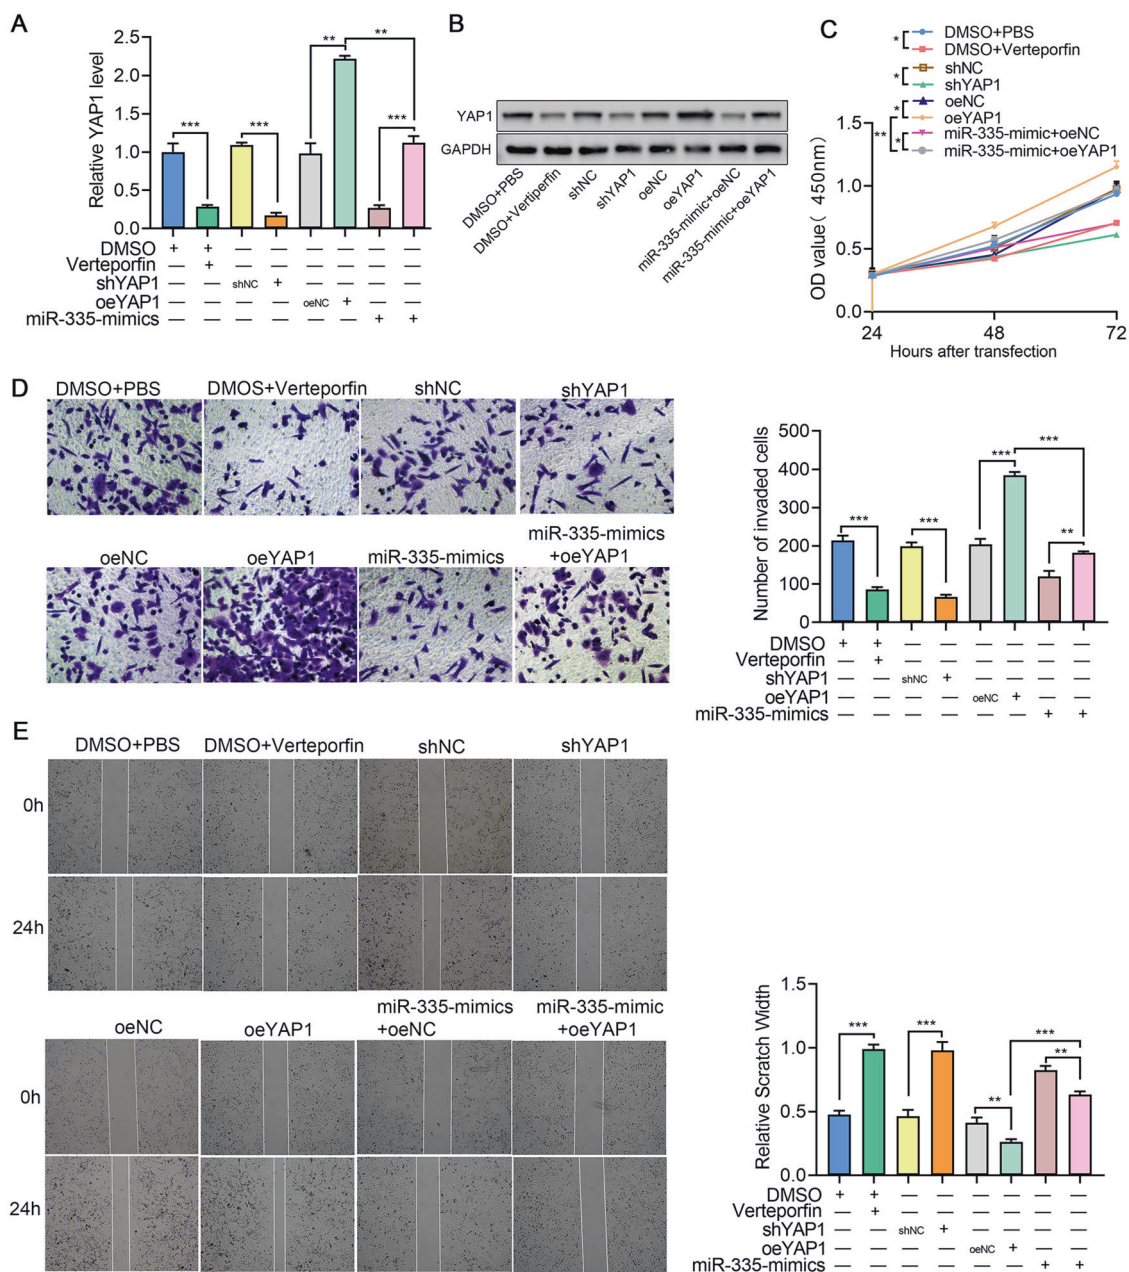 A
2.5
2.0
1.5
1.0
0.5
0.0
Relative YAP1 level
*** *** ** *** ** ***
DMSO + + — — — — — —
Verteporfin — + — — — — — —
shYAP1 — — shNC + — — — —
oeYAP1 — — — — oeNC + — —
miR-335-mimics — — — — — — + +
B
YAP1
GAPDH
DMSO+PBS
DMSO+Vertiperfin
shNC
shYAP1
oeNC
oeYAP1
miR-335-mimic+oeNC
miR-335-mimic+oeYAP1
C
* DMSO+PBS
DMSO+Verteporfin
* shNC
shYAP1
* oeNC
oeYAP1
** * miR-335-mimic+oeNC
miR-335-mimic+oeYAP1
1.5
1.0
0.5
0.0
OD value( 450nm)
24 48 72
Hours after transfection
D
DMSO+PBS DMOS+Verteporfin shNC shYAP1
oeNC oeYAP1 miR-335-mimics miR-335-mimics
+oeYAP1
500
400
300
200
100
0
Number of invaded cells
*** *** *** *** **
DMSO + + — — — — — —
Verteporfin — + — — — — — —
shYAP1 — — shNC + — — — —
oeYAP1 — — — — oeNC + — —
miR-335-mimics — — — — — — + +
E
DMSO+PBS DMSO+Verteporfin shNC shYAP1
0h
24h
oeNC oeYAP1 miR-335-mimics
+oeNC
miR-335-mimic
+oeYAP1
0h
24h
1.5
1.0
0.5
0.0
Relative Scratch Width
*** *** ** *** **
DMSO + + — — — — — —
Verteporfin — + — — — — — —
shYAP1 — — shNC + — — — —
oeYAP1 — — — — oeNC + — —
miR-335-mimics — — — — — — + +